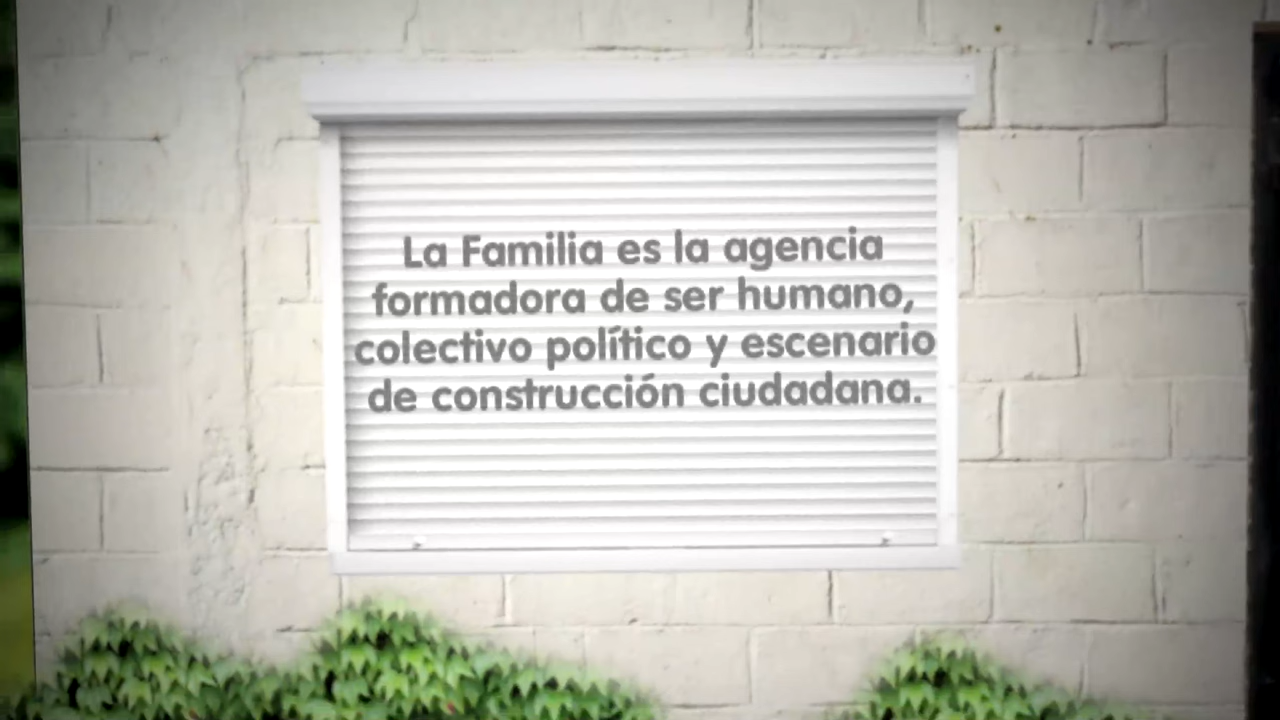 La Familia es la agencia
formadora de ser humano,
colectivo político y escenario
de construcción ciudadana.